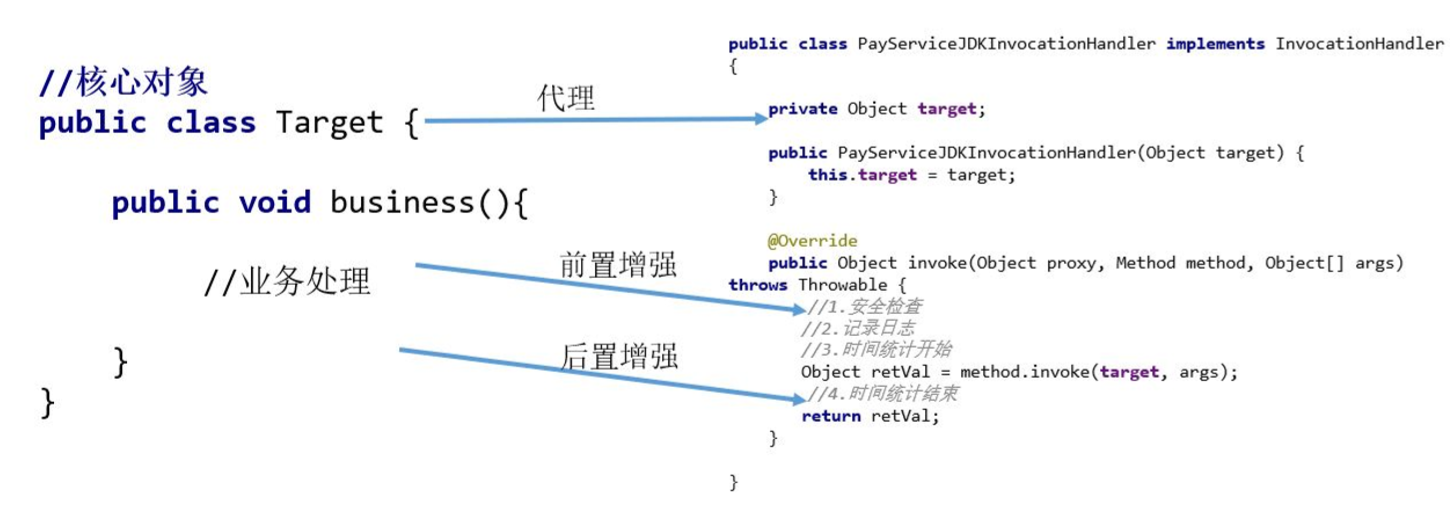 //核心对象
public class Target {
public void business(){
//业务处理
}
}
代理
前置增强
后置增强
public class PayServiceJDKInvocationHandler implements InvocationHandler
{
private Object target;
public PayServiceJDKInvocationHandler(Object target) {
this.target = target;
}
@Override
public Object invoke(Object proxy, Method method, Object[] args)
throws Throwable {
//1.安全检查
//2.记录日志
//3.时间统计开始
Object retVal = method.invoke(target, args);
//4.时间统计结束
return retVal;
}
}